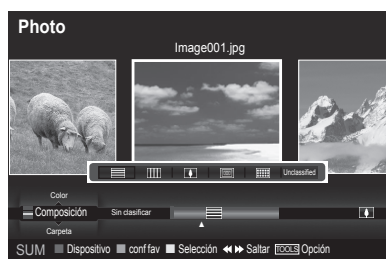 Photo
Image001.jpg
Unclassified
Color
Composición
Sin clasificar
Carpeta
SUM Dispositivo conf fav Selección Saltar TOOLS Opción